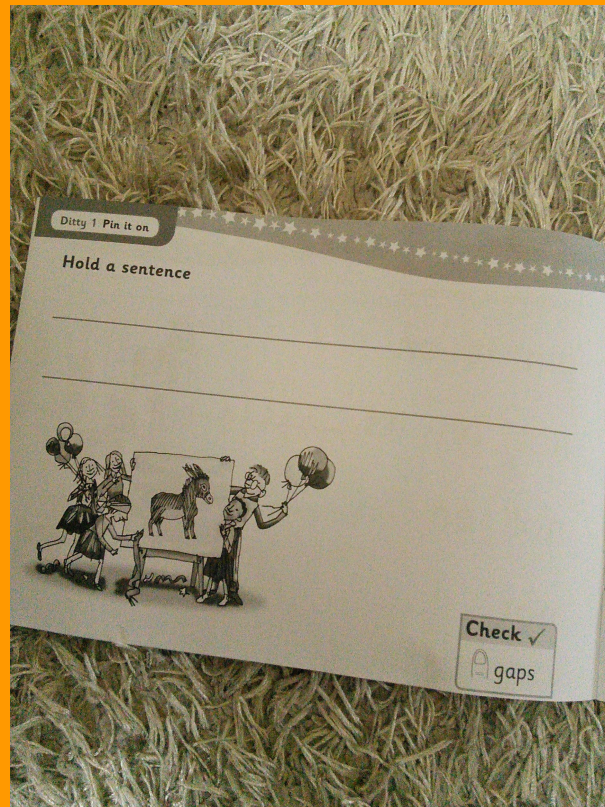 Ditty 1 Pin it on
Hold a sentence
Check ✓
gaps